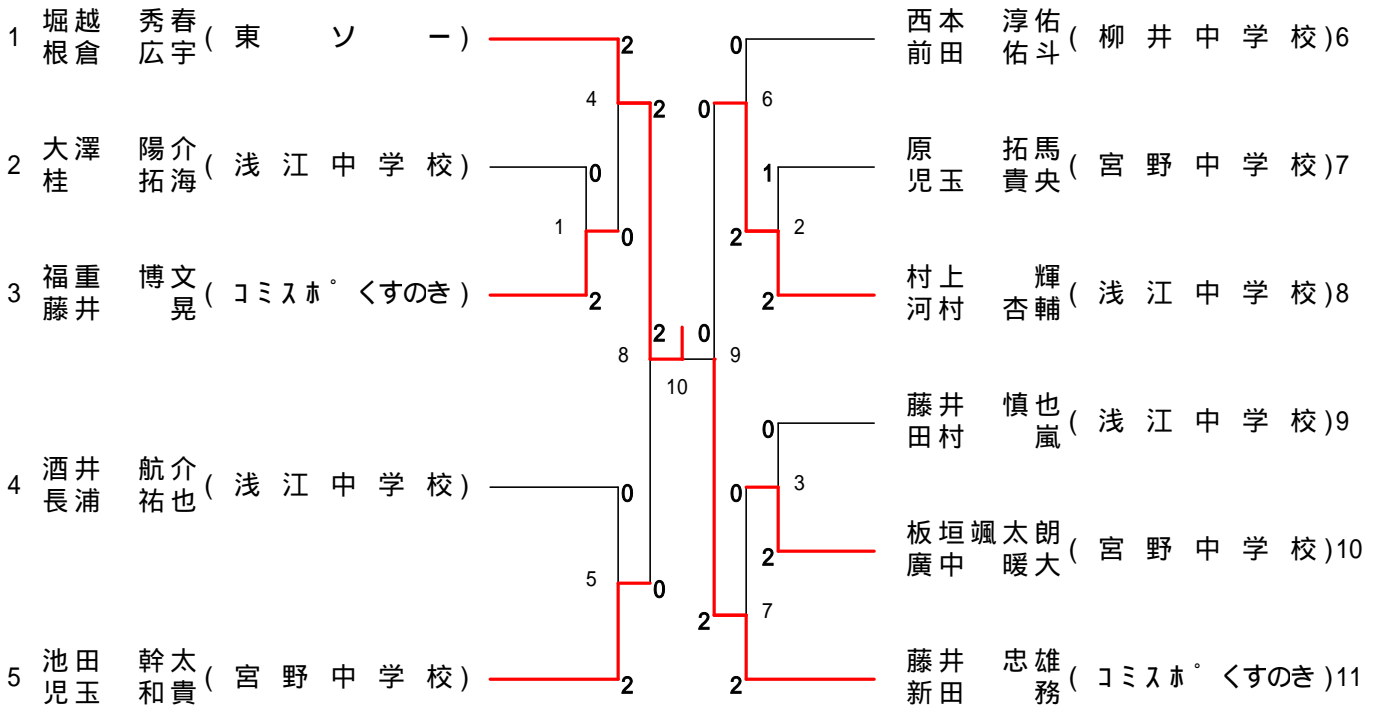 1 堀越 秀春 (東ソー)
根倉 広宇
2 大澤 陽介 (浅江中学校)
桂 拓海
3 福重 博文 (コミスポくすのき)
藤井 晃
4 酒井 航介 (浅江中学校)
長浦 祐也
5 池田 幹太 (宮野中学校)
児玉 和貴
2
4
2
0
1
0
2
2
8
10
0
5
0
2
西本 淳佑 (柳井中学校) 6
前田 佑斗
原 拓馬 (宮野中学校) 7
児玉 貴央
村上 輝 (浅江中学校) 8
河村 杏輔
藤井 慎也 (浅江中学校) 9
田村 嵐
板垣颯太朗 (宮野中学校) 10
廣中 暖大
藤井 忠雄 (コミスポくすのき) 11
新田 務
0
6
0
1
2
2
2
0
9
0
3
0
2
7
2
2